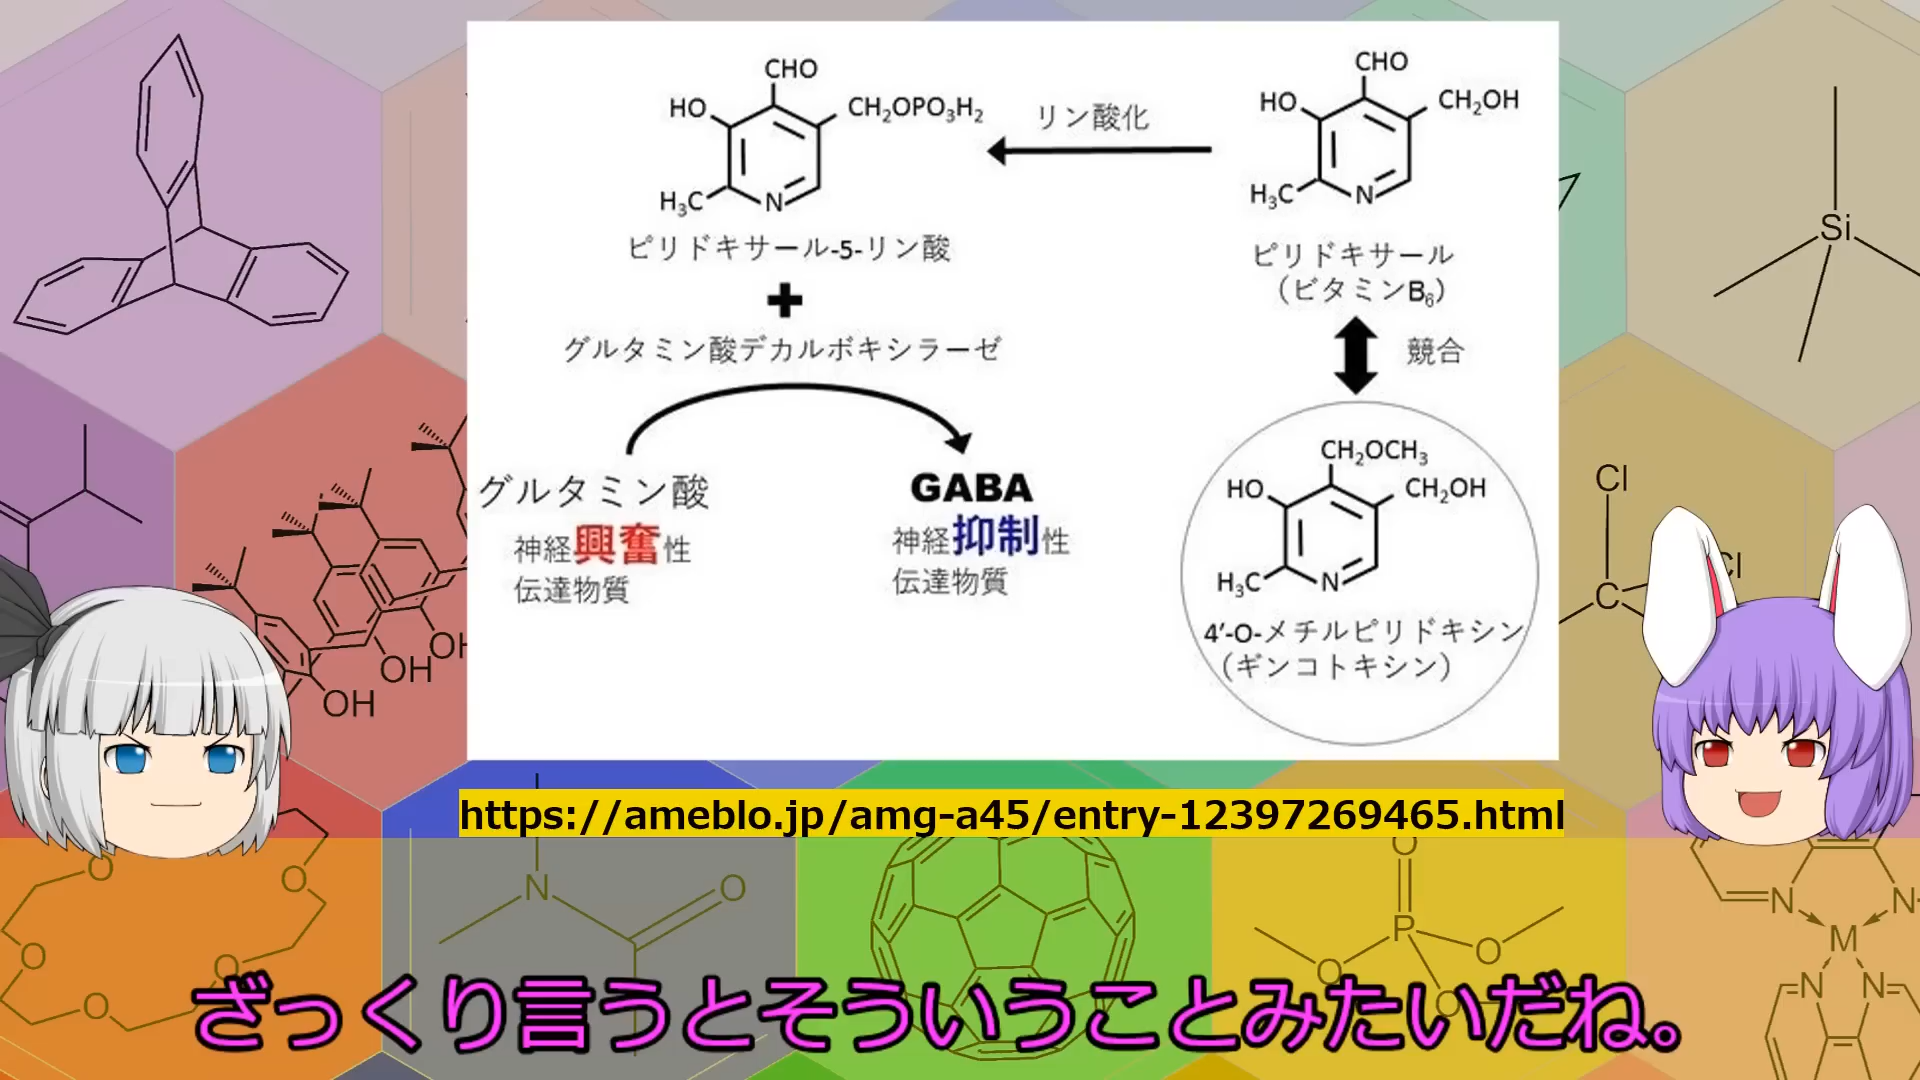 CHO
HO
CH₂OPO₃H₂
H₃C
N
ピリドキサール-5-リン酸
リン酸化
CHO
HO
CH₂OH
H₃C
N
ピリドキサール
（ビタミンB₆）
+
グルタミン酸デカルボキシラーゼ
競合
グルタミン酸
神経興奮性
伝達物質
GABA
神経抑制性
伝達物質
CH₂OCH₃
HO
CH₂OH
H₃C
N
4’-O-メチルピリドキシン
（ギンコトキシン）
Si
Cl
Cl
C
OH
OH
OH
https://ameblo.jp/amg-a45/entry-12397269465.html
O
O
O
O
O
N
O
O
P
O
O
O
N
N
M
N
N
ざっくり言うとそういうことみたいだね。